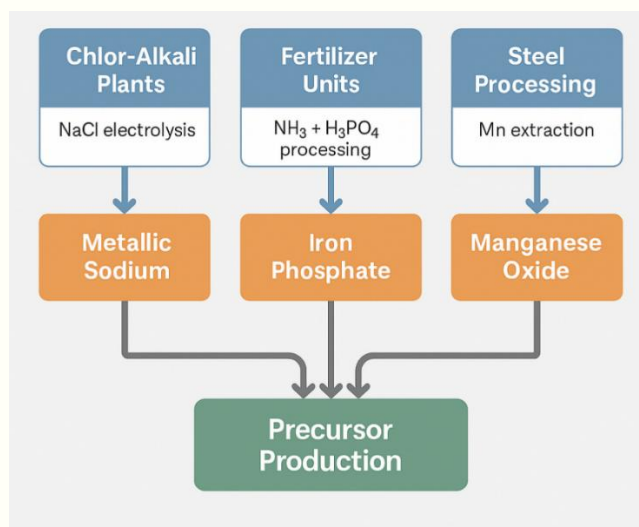 Chlor-Alkali
Plants
NaCl electrolysis
Fertilizer
Units
NH₃ + H₃PO₄
processing
Steel
Processing
Mn extraction
Metallic
Sodium
Iron
Phosphate
Manganese
Oxide
Precursor
Production